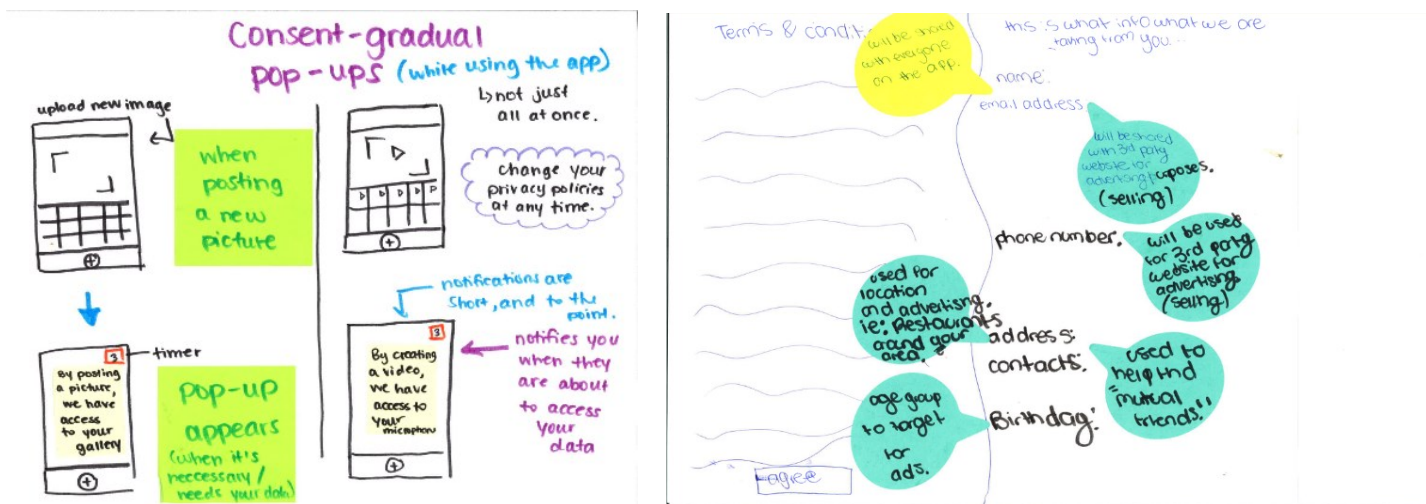 Consent-gradual
pop-ups (while using the app)
↳ not just
all at once.
upload new image
when
posting
a new
picture
change your
privacy policies
at any time.
notifications are
short, and to the
point.
3
timer
By posting
a picture,
we have
access
to your
gallery
pop-up
appears
(when it's
neccessary /
needs your data)
3
By creating
a video,
we have
access to
your
microphone
notifies you
when they
are about
to access
your
data
Terms & conditi
will be shared
with everyone
on the app.
this is what info what we are
taking from you...
name:
email address
will be shared
with 3rd party
website for
advertising purposes.
(selling)
phone number.
will be used
for 3rd party
website for
advertising
(selling)
used for
location
and advertising.
ie: Restaurants
around your
area.
address:
contacts:
used to
help find
"mutual
friends".
age group
to target
for
ads.
Birthday:
agree